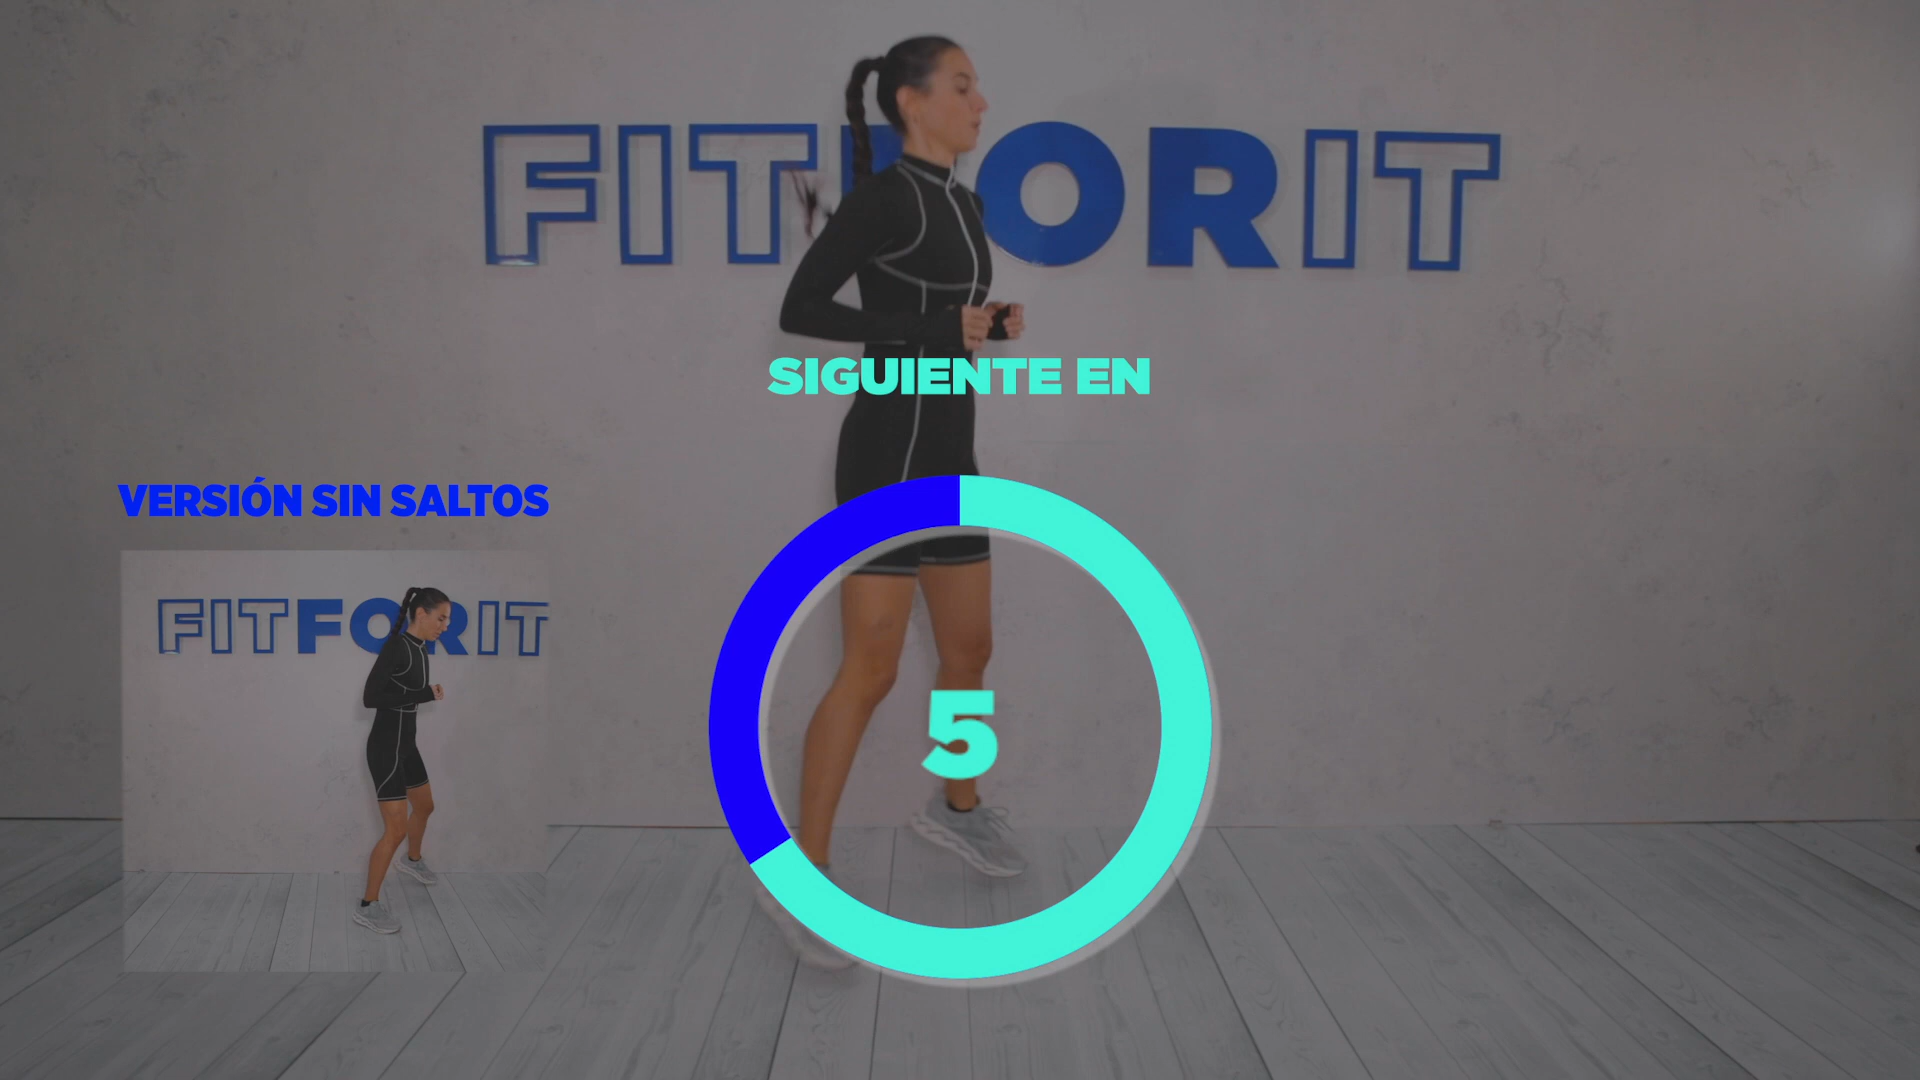 FITFORIT
SIGUIENTE EN
VERSIÓN SIN SALTOS
FITFORIT
5